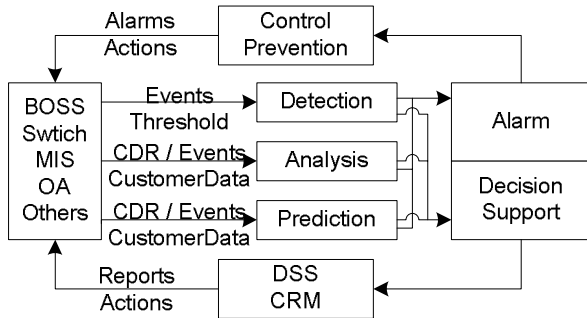 Alarms
Actions
Control
Prevention
BOSS
Swtich
MIS
OA
Others
Events
Threshold
Detection
CDR / Events
CustomerData
Analysis
CDR / Events
CustomerData
Prediction
Alarm
Decision
Support
Reports
Actions
DSS
CRM